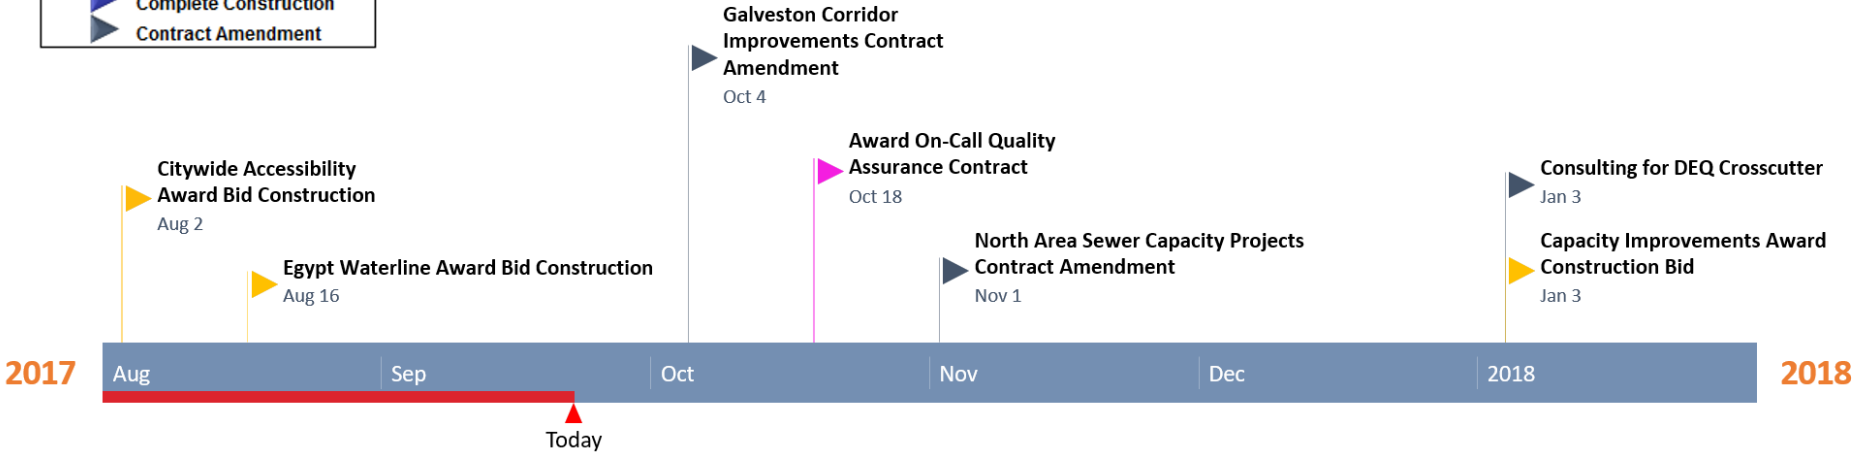 Complete Construction
Contract Amendment
Galveston Corridor
Improvements Contract
Amendment
Oct 4
Award On-Call Quality
Assurance Contract
Oct 18
Citywide Accessibility
Award Bid Construction
Aug 2
Consulting for DEQ Crosscutter
Jan 3
North Area Sewer Capacity Projects
Contract Amendment
Nov 1
Capacity Improvements Award
Construction Bid
Jan 3
Egypt Waterline Award Bid Construction
Aug 16
2017 Aug Sep Oct Nov Dec 2018 2018
Today